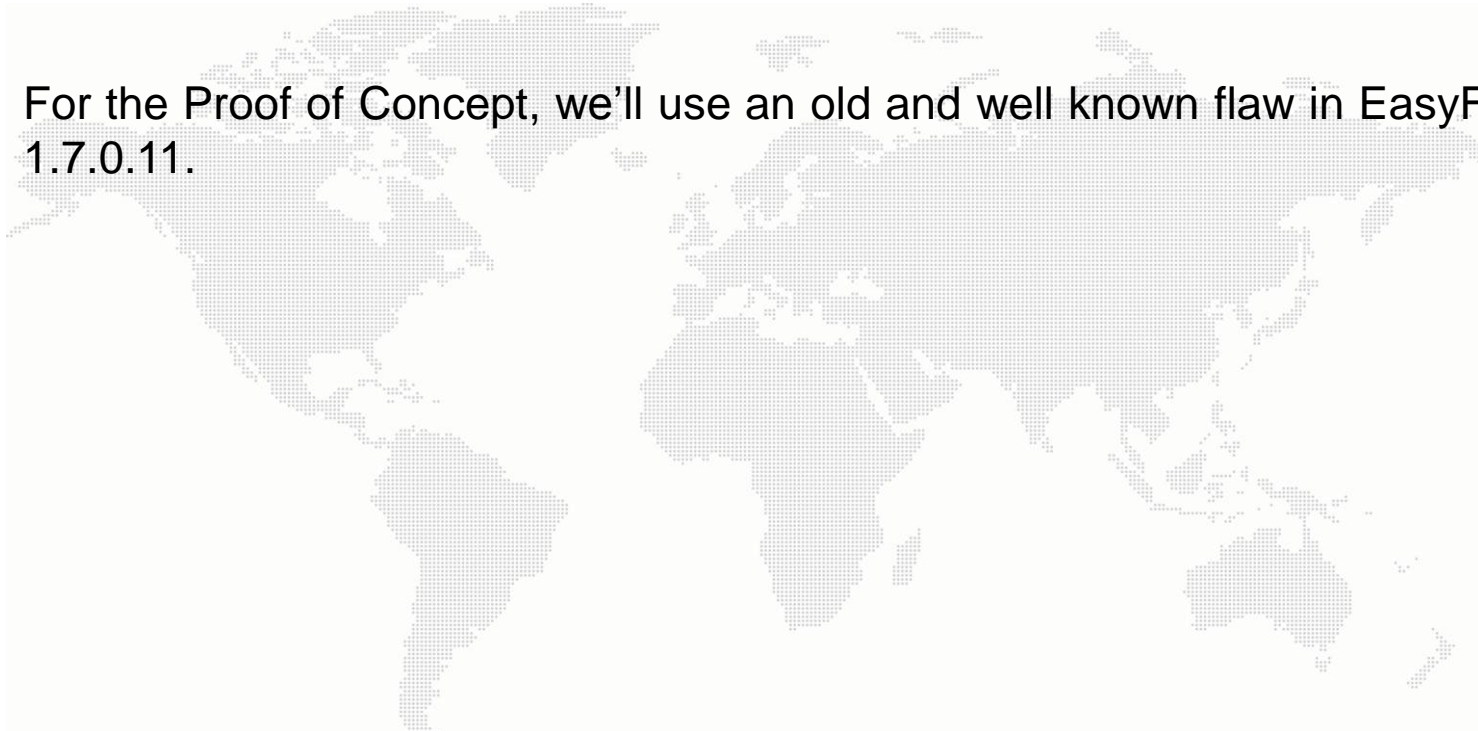 For the Proof of Concept, we’ll use an old and well known flaw in
1.7.0.11.